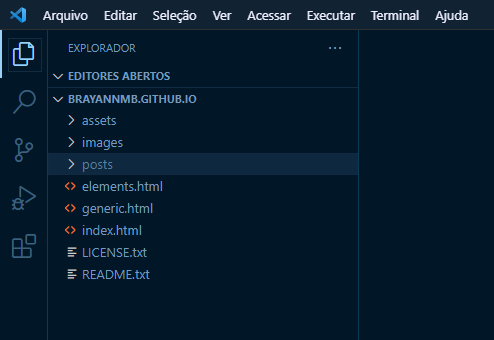 Arquivo Editar Seleção Ver Acessar Executar Terminal Ajuda
EXPLORADOR
EDITORES ABERTOS
BRAYANNMB.GITHUB.IO
assets
images
posts
elements.html
generic.html
index.html
LICENSE.txt
README.txt